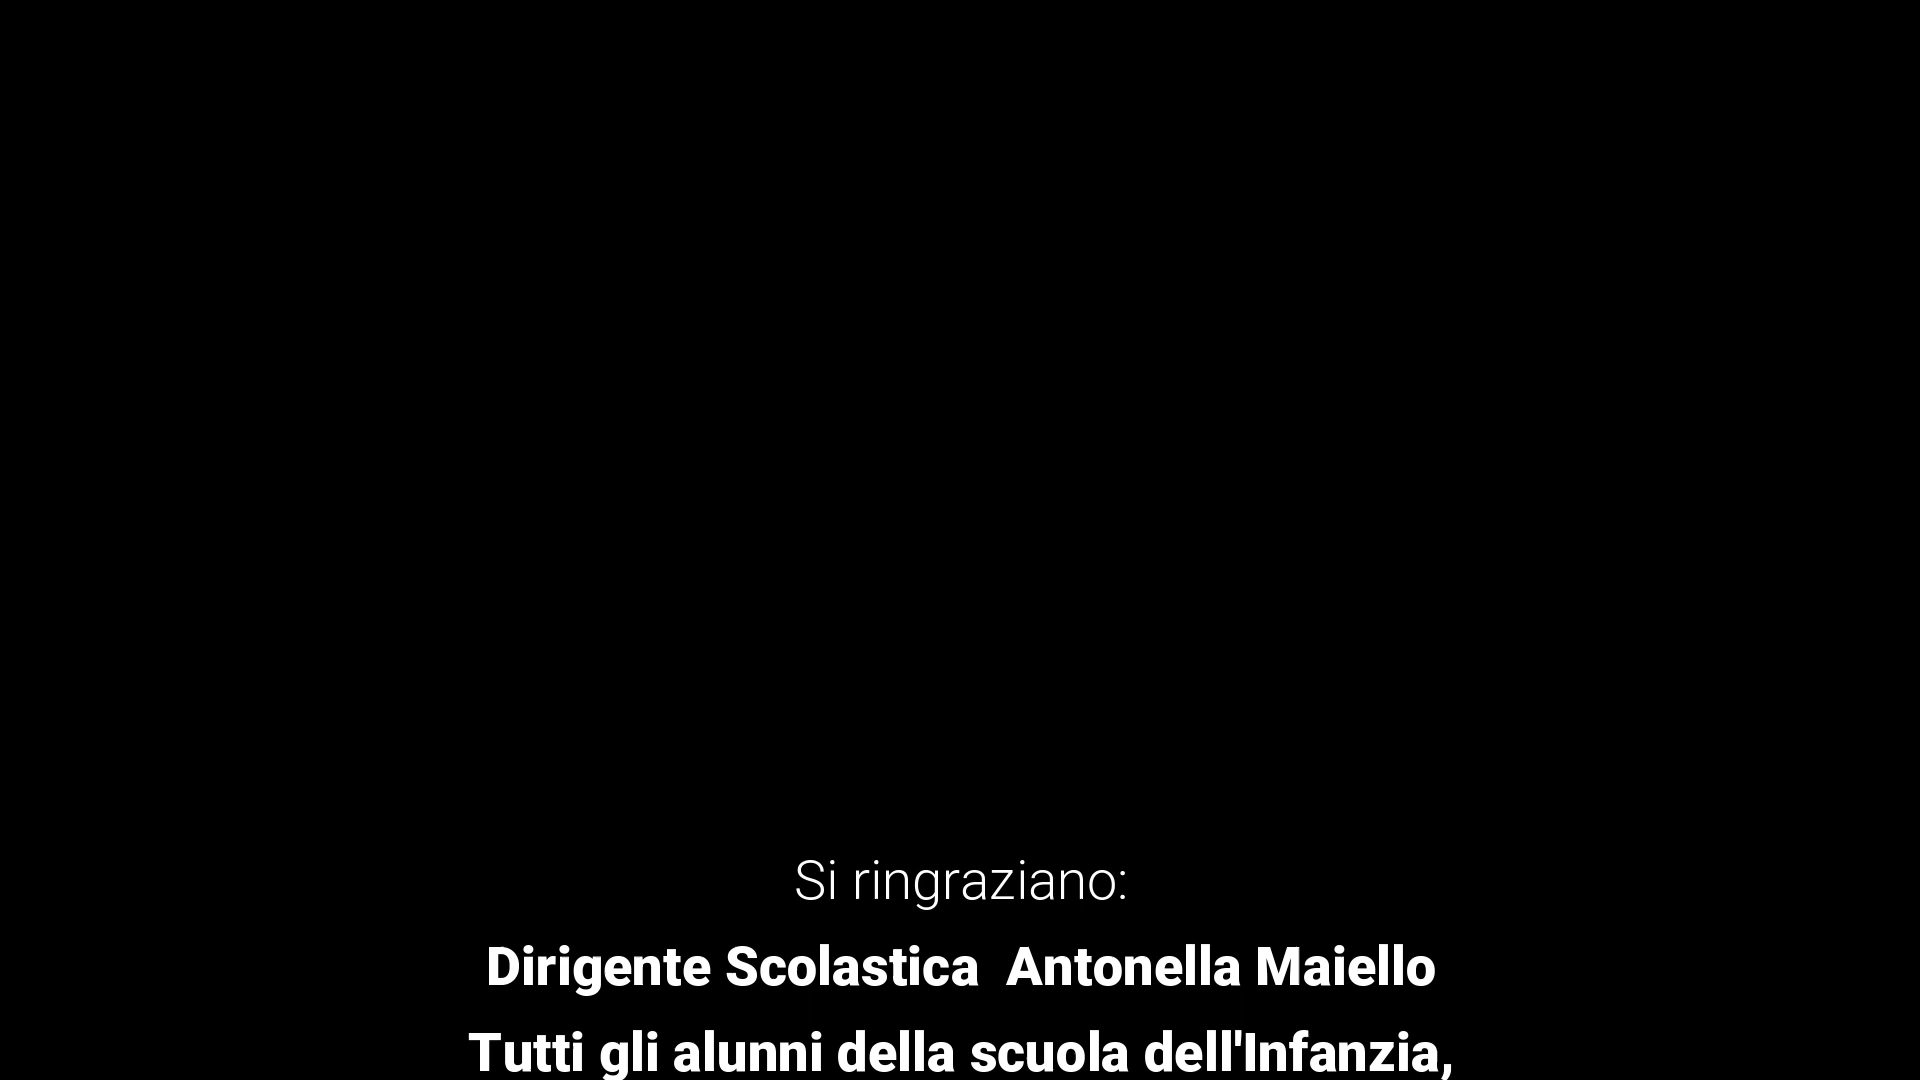 Si ringraziano:
Dirigente Scolastica  Antonella Maiello
Tutti gli alunni della scuola dell'Infanzia,